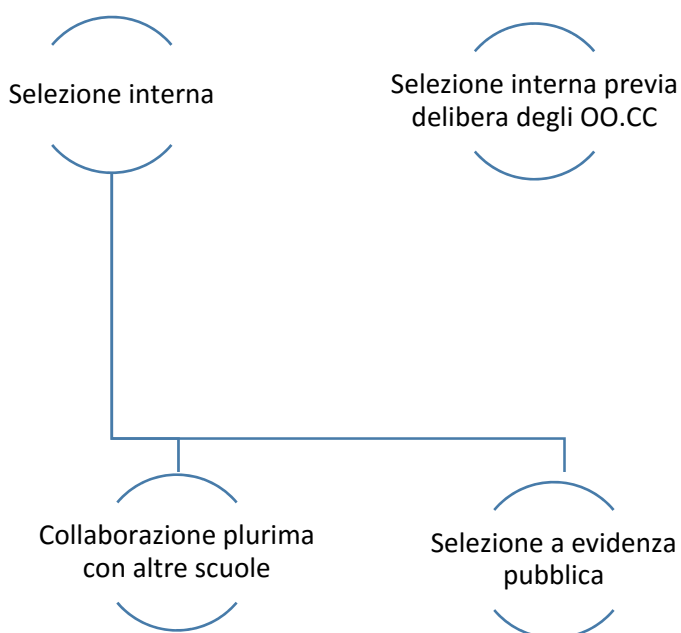 Selezione interna
Selezione interna previa
delibera degli OO.CC
Collaborazione plurima
con altre scuole
Selezione a evidenza
pubblica